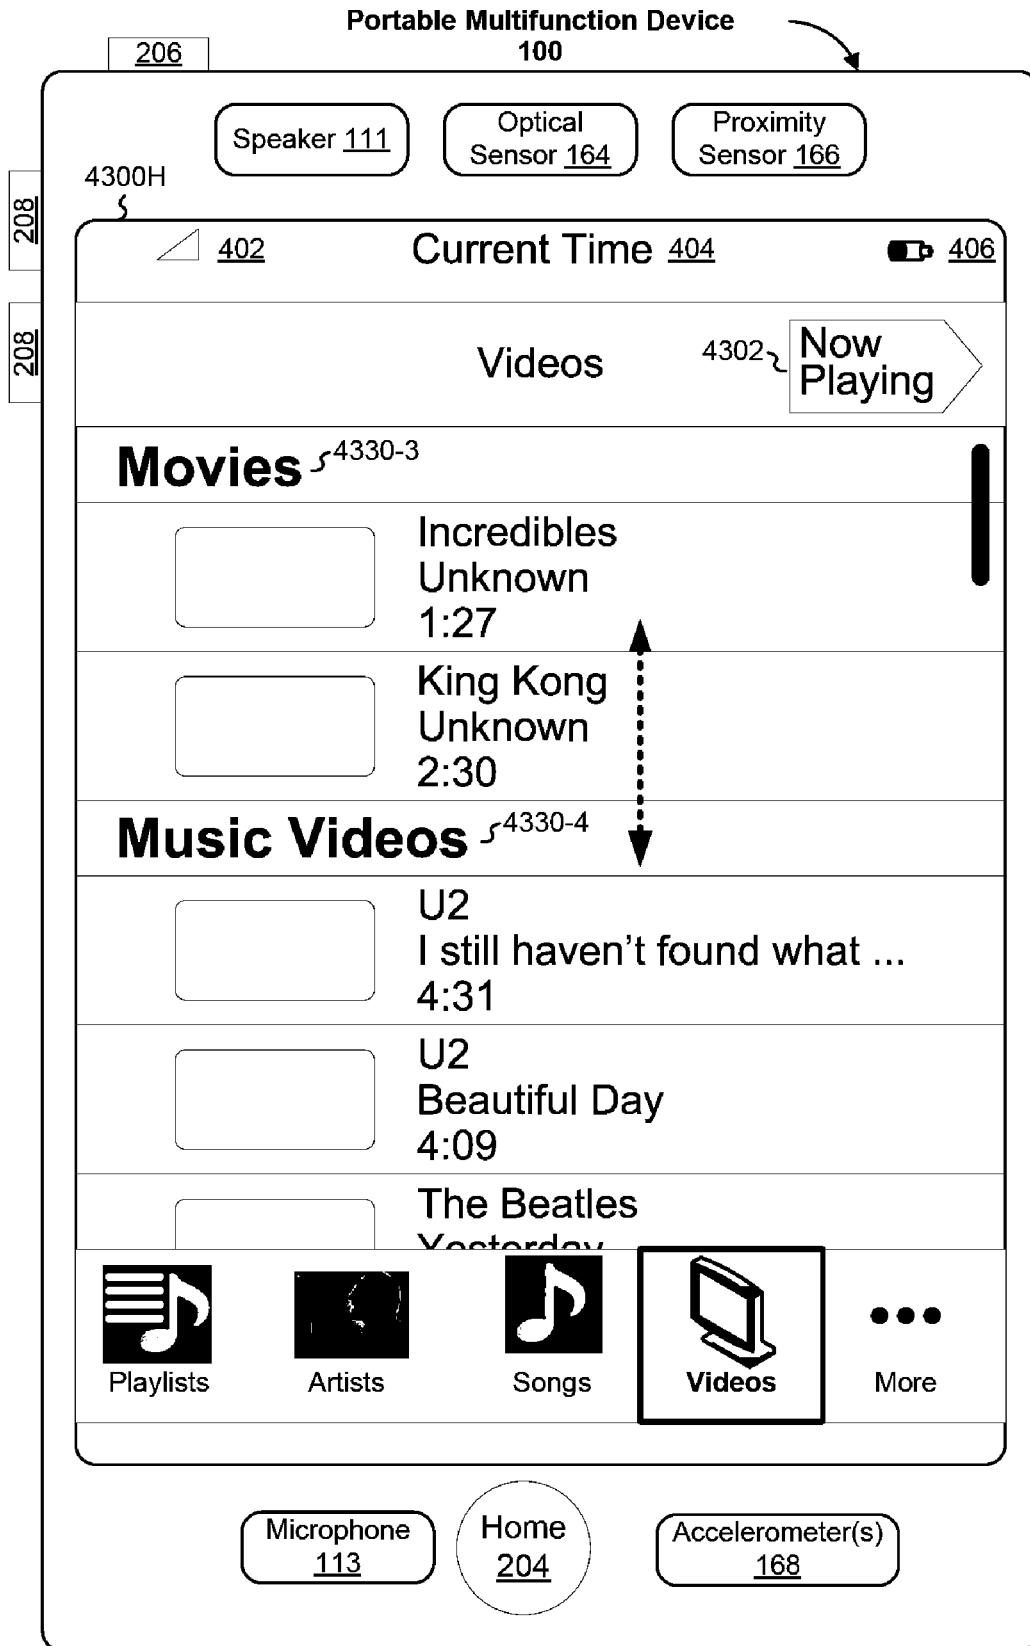 Portable Multifunction Device
100
206
Speaker 111
Optical
Sensor 164
Proximity
Sensor 166
4300H
208
208
402
Current Time 404
406
Videos
4302
Now
Playing
Movies
4330-3
Incredibles
Unknown
1:27
King Kong
Unknown
2:30
Music Videos
4330-4
U2
I still haven't found what ...
4:31
U2
Beautiful Day
4:09
The Beatles
Yesterday
Playlists
Artists
Songs
Videos
More
Microphone
113
Home
204
Accelerometer(s)
168